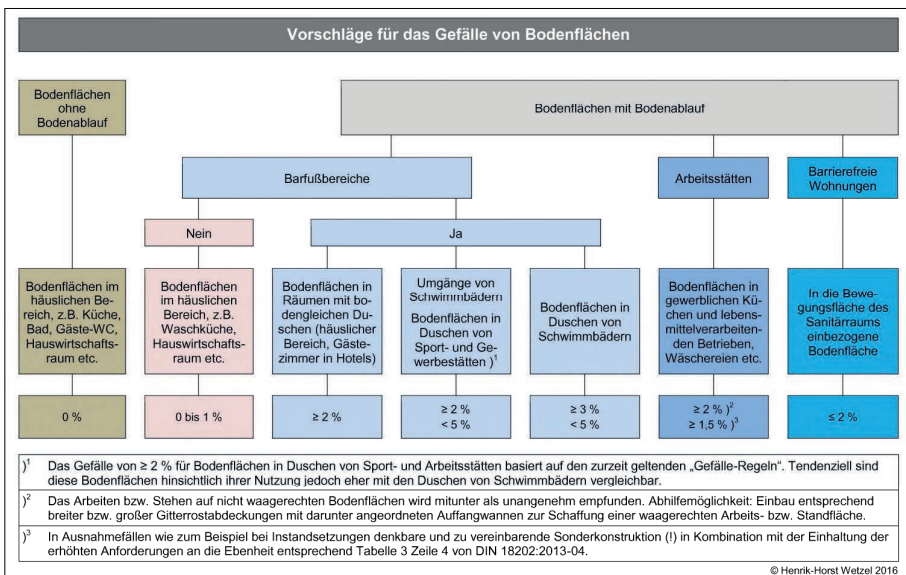 Vorschläge für das Gefälle von Bodenflächen
Bodenflächen
ohne
Bodenablauf
Bodenflächen mit Bodenablauf
Barfußbereiche
Arbeitsstätten
Barrierefreie
Wohnungen
Nein
Ja
Bodenflächen im
häuslichen Be-
reich, z.B. Küche,
Bad, Gäste-WC,
Hauswirtschafts-
raum etc.
Bodenflächen
im häuslichen
Bereich, z.B.
Waschküche,
Hauswirtschafts-
raum etc.
Bodenflächen in
Räumen mit bo-
dengleichen Du-
schen (häuslicher
Bereich, Gäste-
zimmer in Hotels)
Umgänge von
Schwimmbädern
Bodenflächen in
Duschen von
Sport- und Ge-
werbestätten )¹
Bodenflächen in
Duschen von
Schwimmbädern
Bodenflächen in
gewerblichen Kü-
chen und lebens-
mittelverarbeiten-
den Betrieben,
Wäschereien etc.
In die Bewe-
gungsfläche des
Sanitärraums
einbezogene
Bodenfläche
0 %
0 bis 1 %
≥ 2 %
≥ 2 %
< 5 %
≥ 3 %
< 5 %
≥ 2 % )²
≥ 1,5 % )³
≤ 2 %
)¹ Das Gefälle von ≥ 2 % für Bodenflächen in Duschen von Sport- und Arbeitsstätten basiert auf den zurzeit geltenden „Gefälle-Regeln“. Tendenziell sind
diese Bodenflächen hinsichtlich ihrer Nutzung jedoch eher mit den Duschen von Schwimmbädern vergleichbar.
)² Das Arbeiten bzw. Stehen auf nicht waagerechten Bodenflächen wird mitunter als unangenehm empfunden. Abhilfemöglichkeit: Einbau entsprechend
breiter bzw. großer Gitterrostabdeckungen mit darunter angeordneten Auffangwannen zur Schaffung einer waagerechten Arbeits- bzw. Standfläche.
)³ In Ausnahmefällen wie zum Beispiel bei Instandsetzungen denkbare und zu vereinbarende Sonderkonstruktion (!) in Kombination mit der Einhaltung der
erhöhten Anforderungen an die Ebenheit entsprechend Tabelle 3 Zeile 4 von DIN 18202:2013-04.
© Henrik-Horst Wetzel 2016